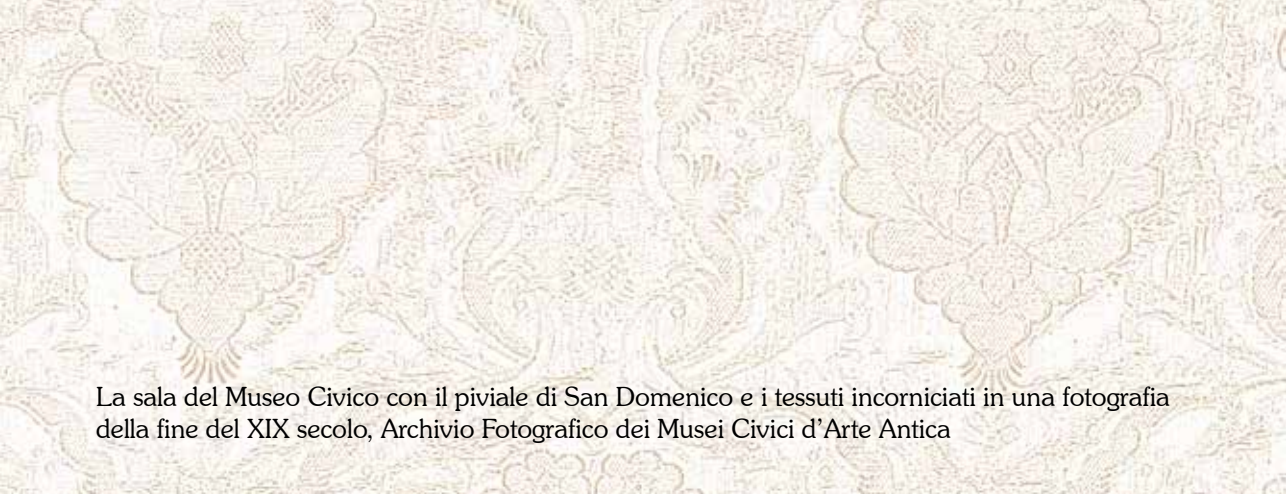 La sala del Museo Civico con il piviale di San Domenico e i tessuti incorniciati in una fotografia
della fine del XIX secolo, Archivio Fotografico dei Musei Civici d’Arte Antica